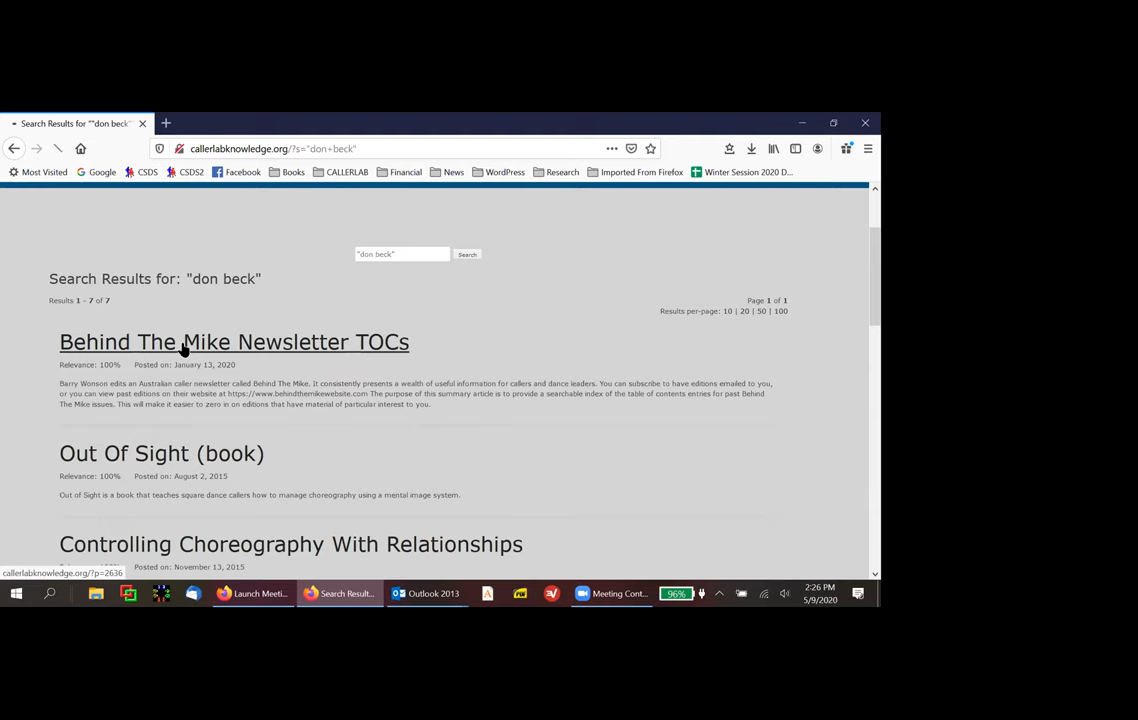 Search Results for ""don beck"
callerlabknowledge.org/?s="don+beck"
Most Visited Google CSDS CSDS2 Facebook Books CALLERLAB Financial News WordPress Research Imported From Firefox Winter Session 2020 D...
"don beck" Search
Search Results for: "don beck"
Results 1 - 7 of 7 Page 1 of 1
Results per-page: 10 | 20 | 50 | 100
Behind The Mike Newsletter TOCs
Relevance: 100% Posted on: January 13, 2020
Barry Wonson edits an Australian caller newsletter called Behind The Mike. It consistently presents a wealth of useful information for callers and dance leaders. You can subscribe to have editions emailed to you,
or you can view past editions on their website at https://www.behindthemikewebsite.com The purpose of this summary article is to provide a searchable index of the table of contents entries for past Behind
The Mike issues. This will make it easier to zero in on editions that have material of particular interest to you.
Out Of Sight (book)
Relevance: 100% Posted on: August 2, 2015
Out of Sight is a book that teaches square dance callers how to manage choreography using a mental image system.
Controlling Choreography With Relationships
Posted on: November 13, 2015
callerlabknowledge.org/?p=2636
Launch Meeti... Search Result... Outlook 2013 Meeting Cont... 96% 2:26 PM
5/9/2020